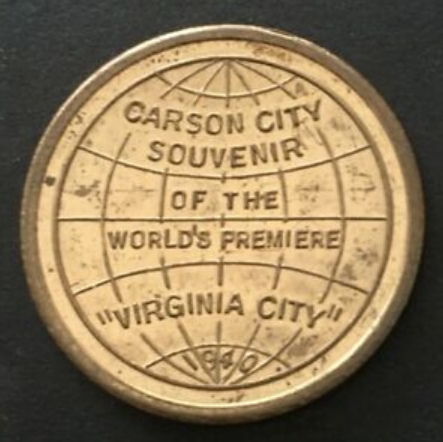 CARSON CITY
SOUVENIR
OF THE
WORLD'S PREMIERE
"VIRGINIA CITY"
1940